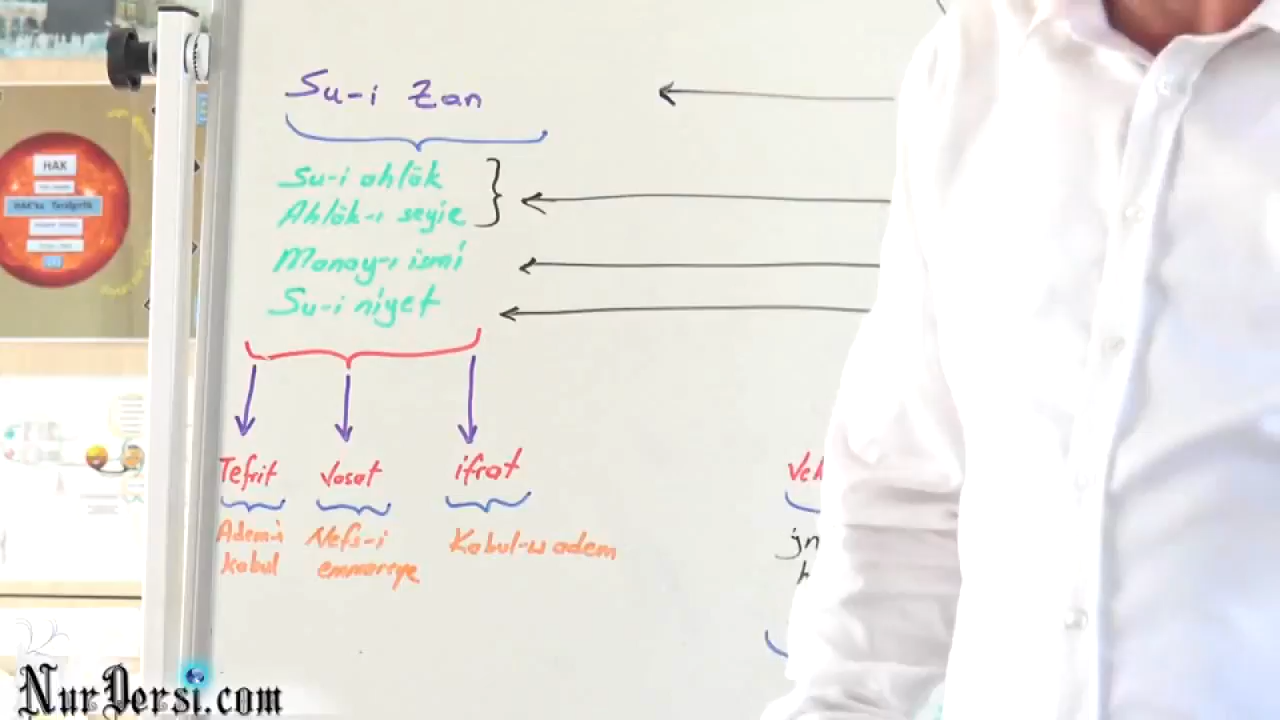 Su-i Zan
Su-i ahlâk
Ahlâk-ı seyie
Manay-ı ismi
Su-i niyet
Tefrit Vasat ifrat
Adem-i kabul
Nefs-i emmareye
Kabul-u adem
HAK
NurDersi.com